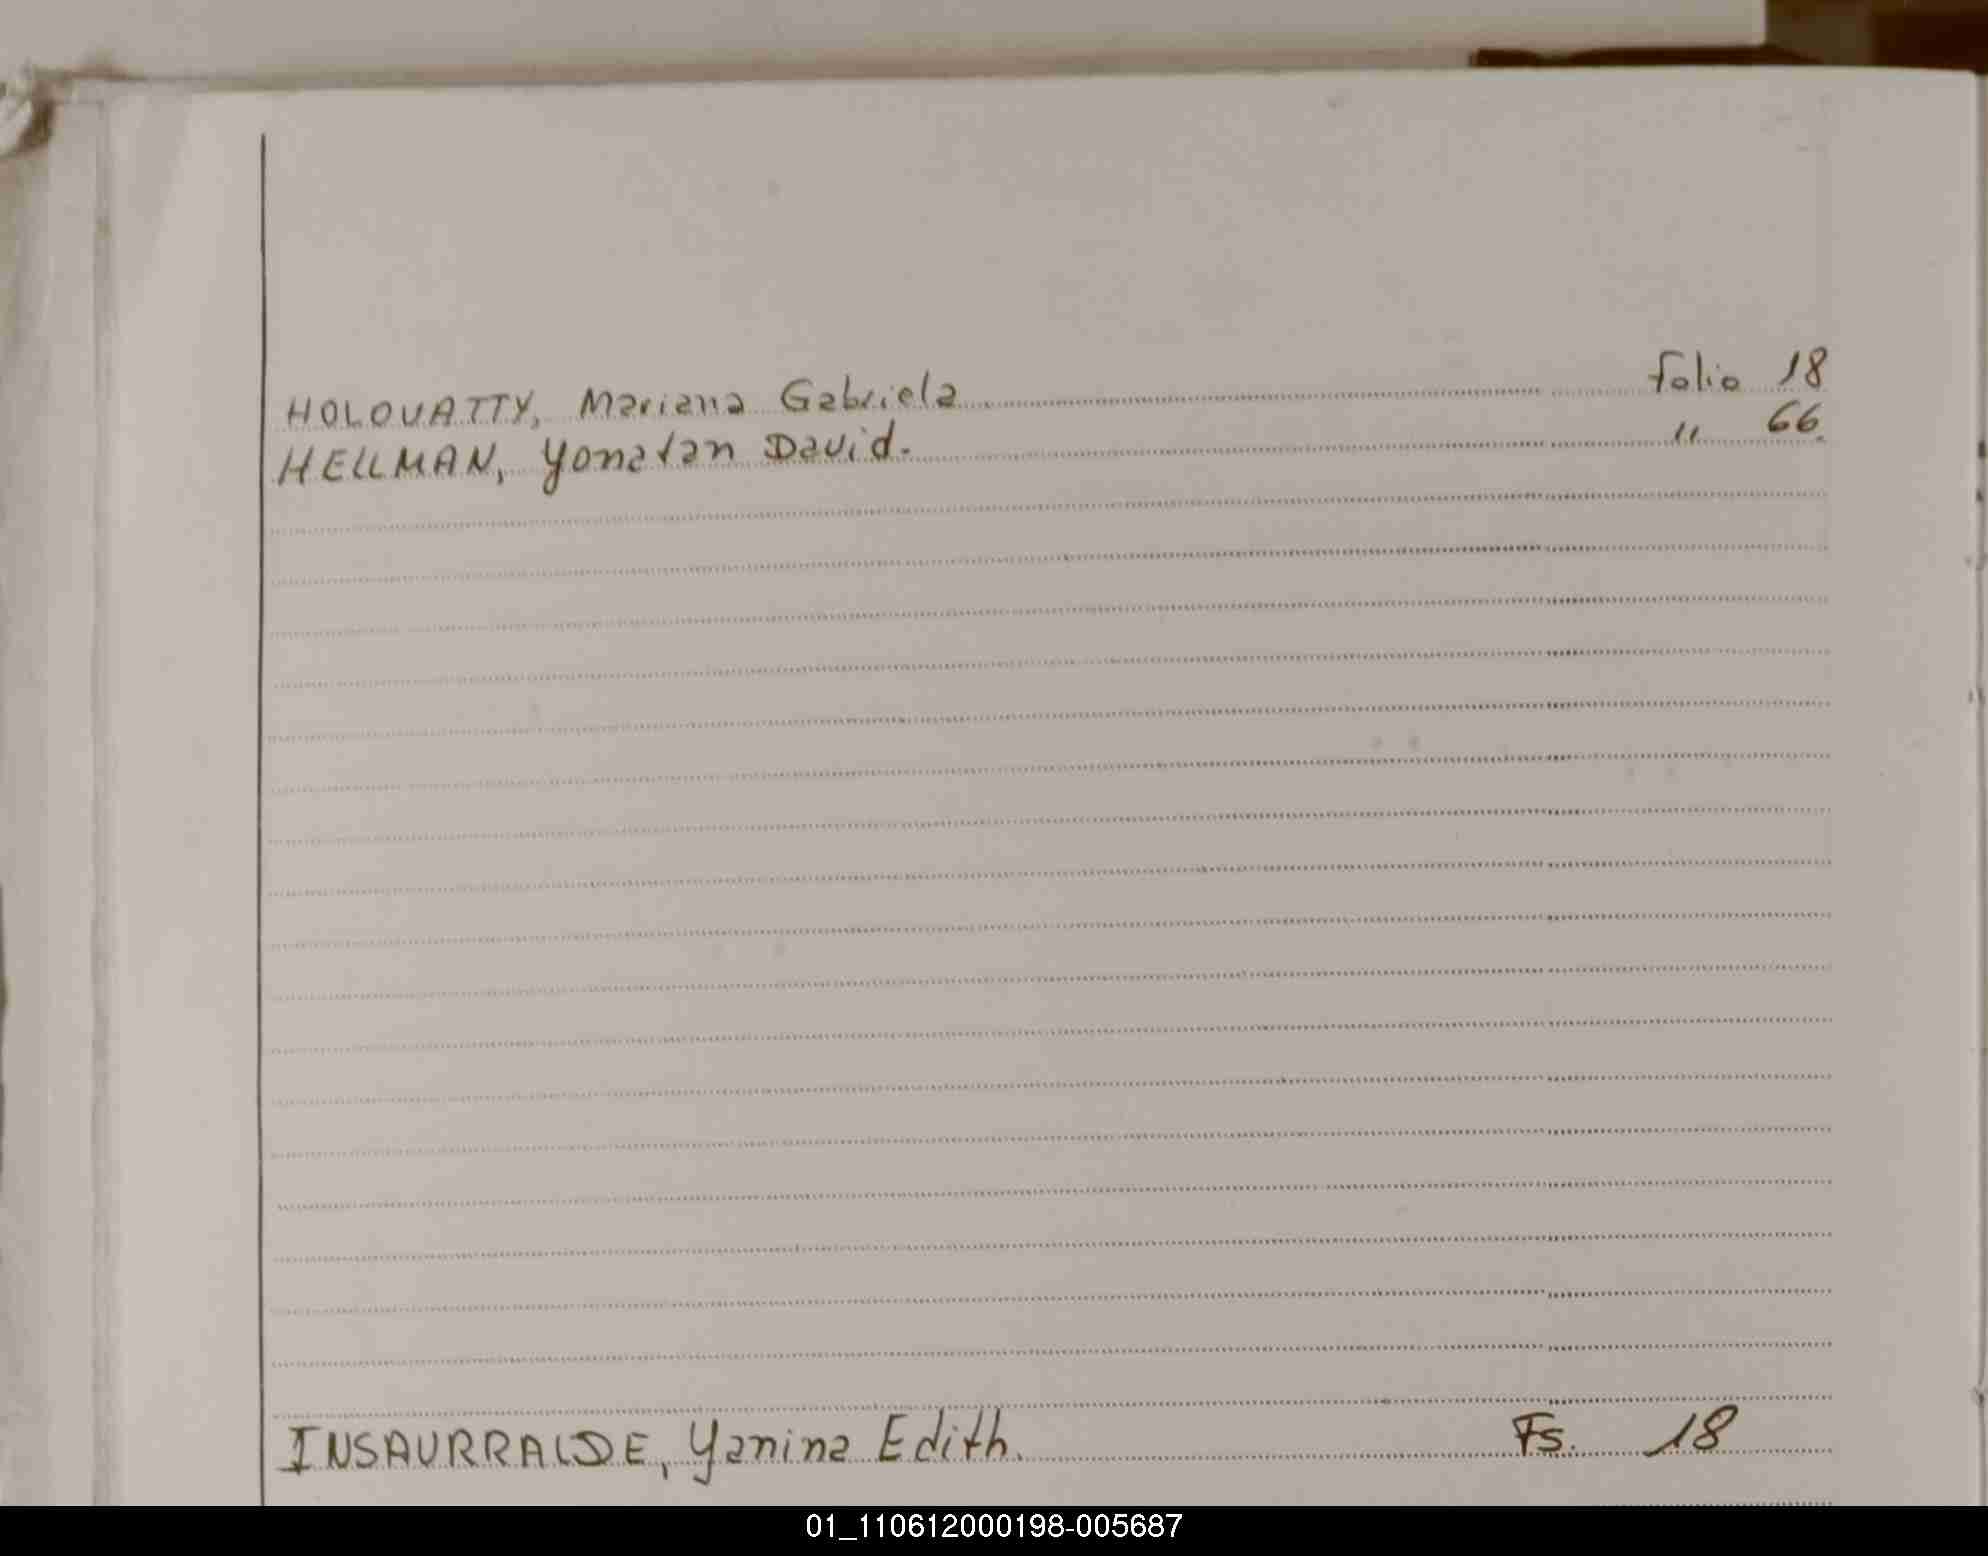 HOLOVATTY, Mariana Gabriela folio 18
HELLMAN, Yonatan David. " 66.
INSAURRALDE, Yanina Edith. Fs. 18
01_110612000198-005687